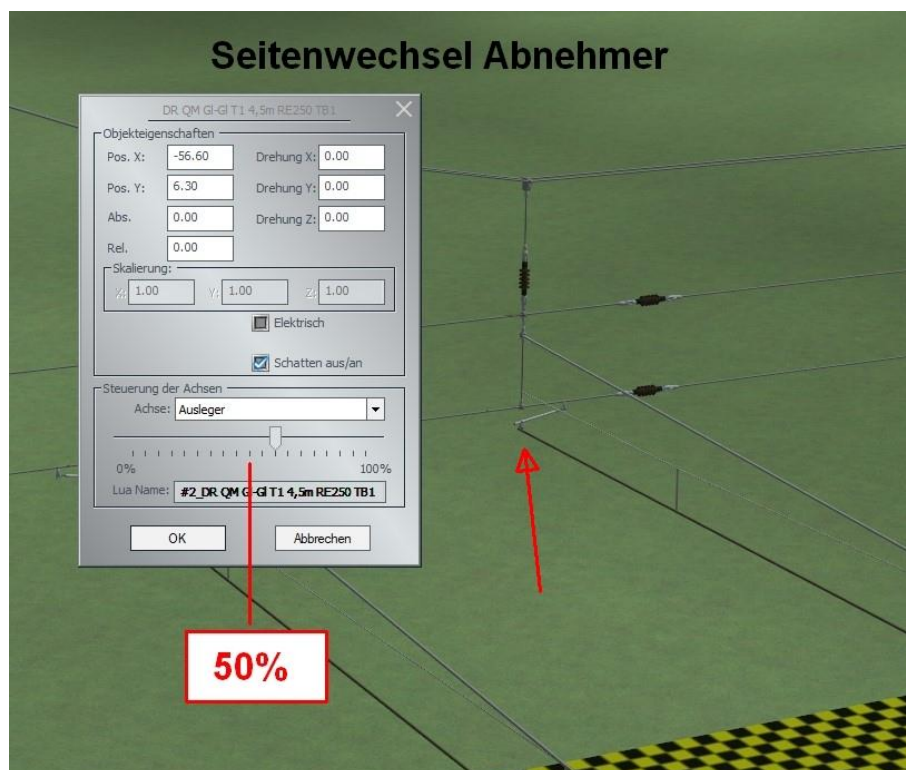 Seitenwechsel Abnehmer
DR QM Gl-Gl T1 4,5m RE250 TB1
Objekteigenschaften
Pos. X: -56.60 Drehung X: 0.00
Pos. Y: 6.30 Drehung Y: 0.00
Abs. 0.00 Drehung Z: 0.00
Rel. 0.00
Skalierung:
X: 1.00 Y: 1.00 Z: 1.00
Elektrisch
Schatten aus/an
Steuerung der Achsen
Achse: Ausleger
0% 100%
Lua Name: #2_DR QM Gl-Gl T1 4,5m RE250 TB1
OK Abbrechen
50%